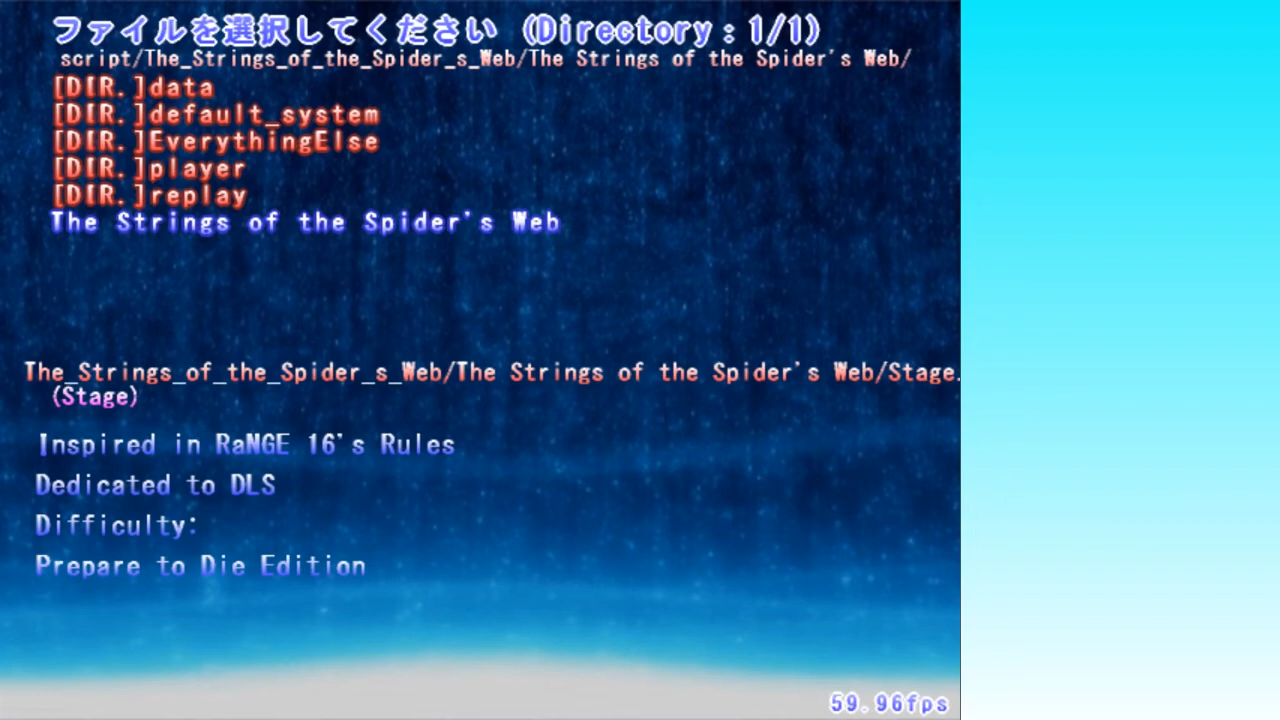 ファイルを選択してください (Directory : 1/1)
script/The_Strings_of_the_Spider_s_Web/The Strings of the Spider's Web/
[DIR.]data
[DIR.]default_system
[DIR.]EverythingElse
[DIR.]player
[DIR.]replay
The Strings of the Spider's Web
The_Strings_of_the_Spider_s_Web/The Strings of the Spider's Web/Stage.
(Stage)
Inspired in RaNGE 16's Rules
Dedicated to DLS
Difficulty:
Prepare to Die Edition
59.96fps